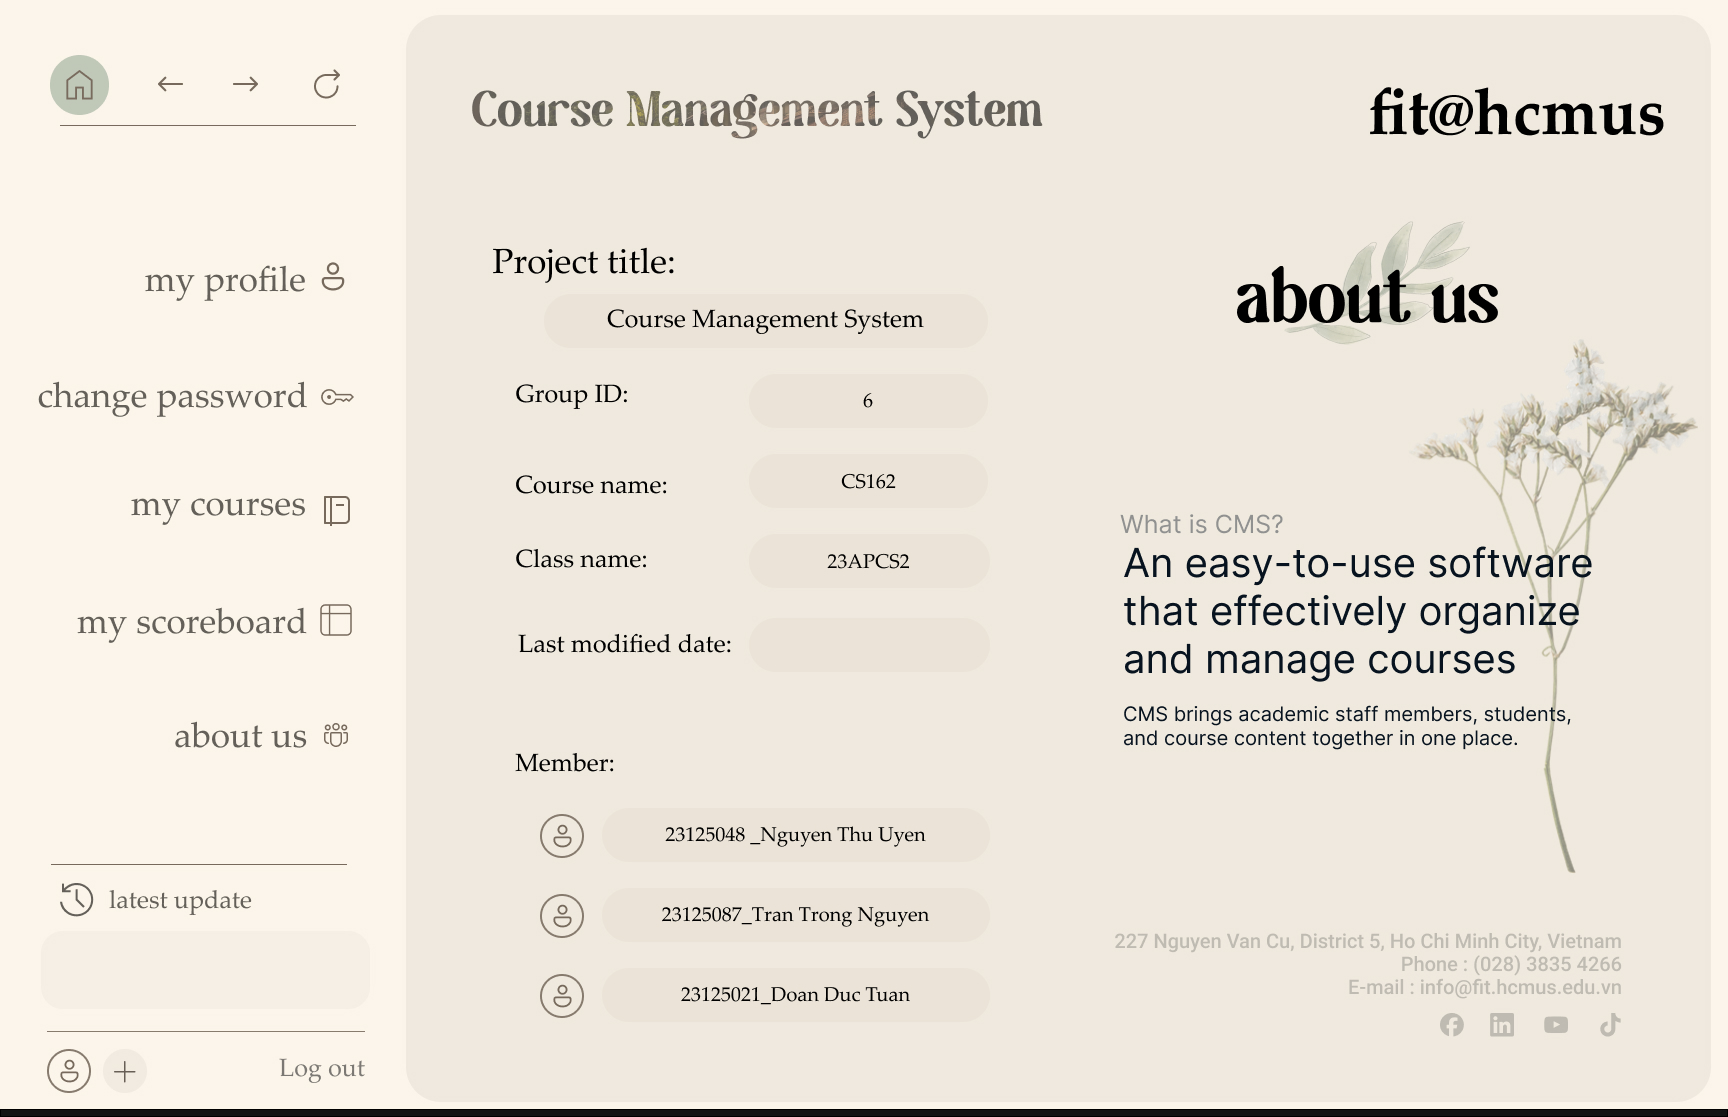 my profile
change password
my courses
my scoreboard
about us
latest update
Log out
Course Management System
fit@hcmus
Project title:
Course Management System
Group ID:
6
Course name:
CS162
Class name:
23APCS2
Last modified date:
Member:
23125048 _Nguyen Thu Uyen
23125087_Tran Trong Nguyen
23125021_Doan Duc Tuan
about us
What is CMS?
An easy-to-use software
that effectively organize
and manage courses
CMS brings academic staff members, students,
and course content together in one place.
227 Nguyen Van Cu, District 5, Ho Chi Minh City, Vietnam
Phone : (028) 3835 4266
E-mail : info@fit.hcmus.edu.vn